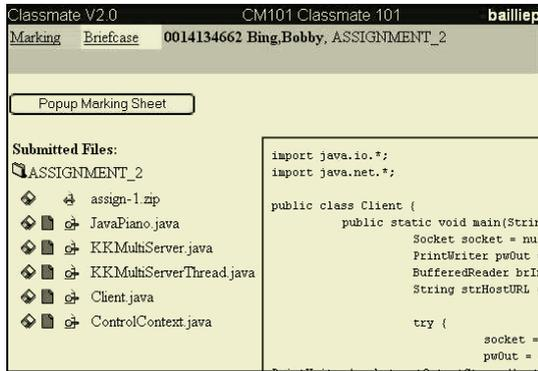 Classmate V2.0 CM101 Classmate 101 bailliep
Marking Briefcase 0014134662 Bing,Bobby, ASSIGNMENT_2
Popup Marking Sheet
Submitted Files:
ASSIGNMENT_2
assign-1.zip
JavaPiano.java
KKMultiServer.java
KKMultiServerThread.java
Client.java
ControlContext.java
import java.io.*;
import java.net.*;
public class Client {
public static void main(Strin
Socket socket = nu
PrintWriter pwOut =
BufferedReader brI
String strHostURL
try {
socket =
pwOut =